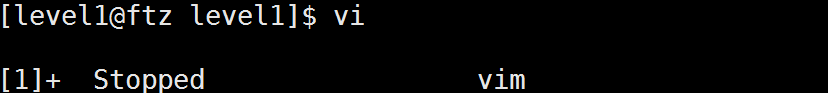 [level1@ftz level1]$ vi
[1]+  Stopped                 vim